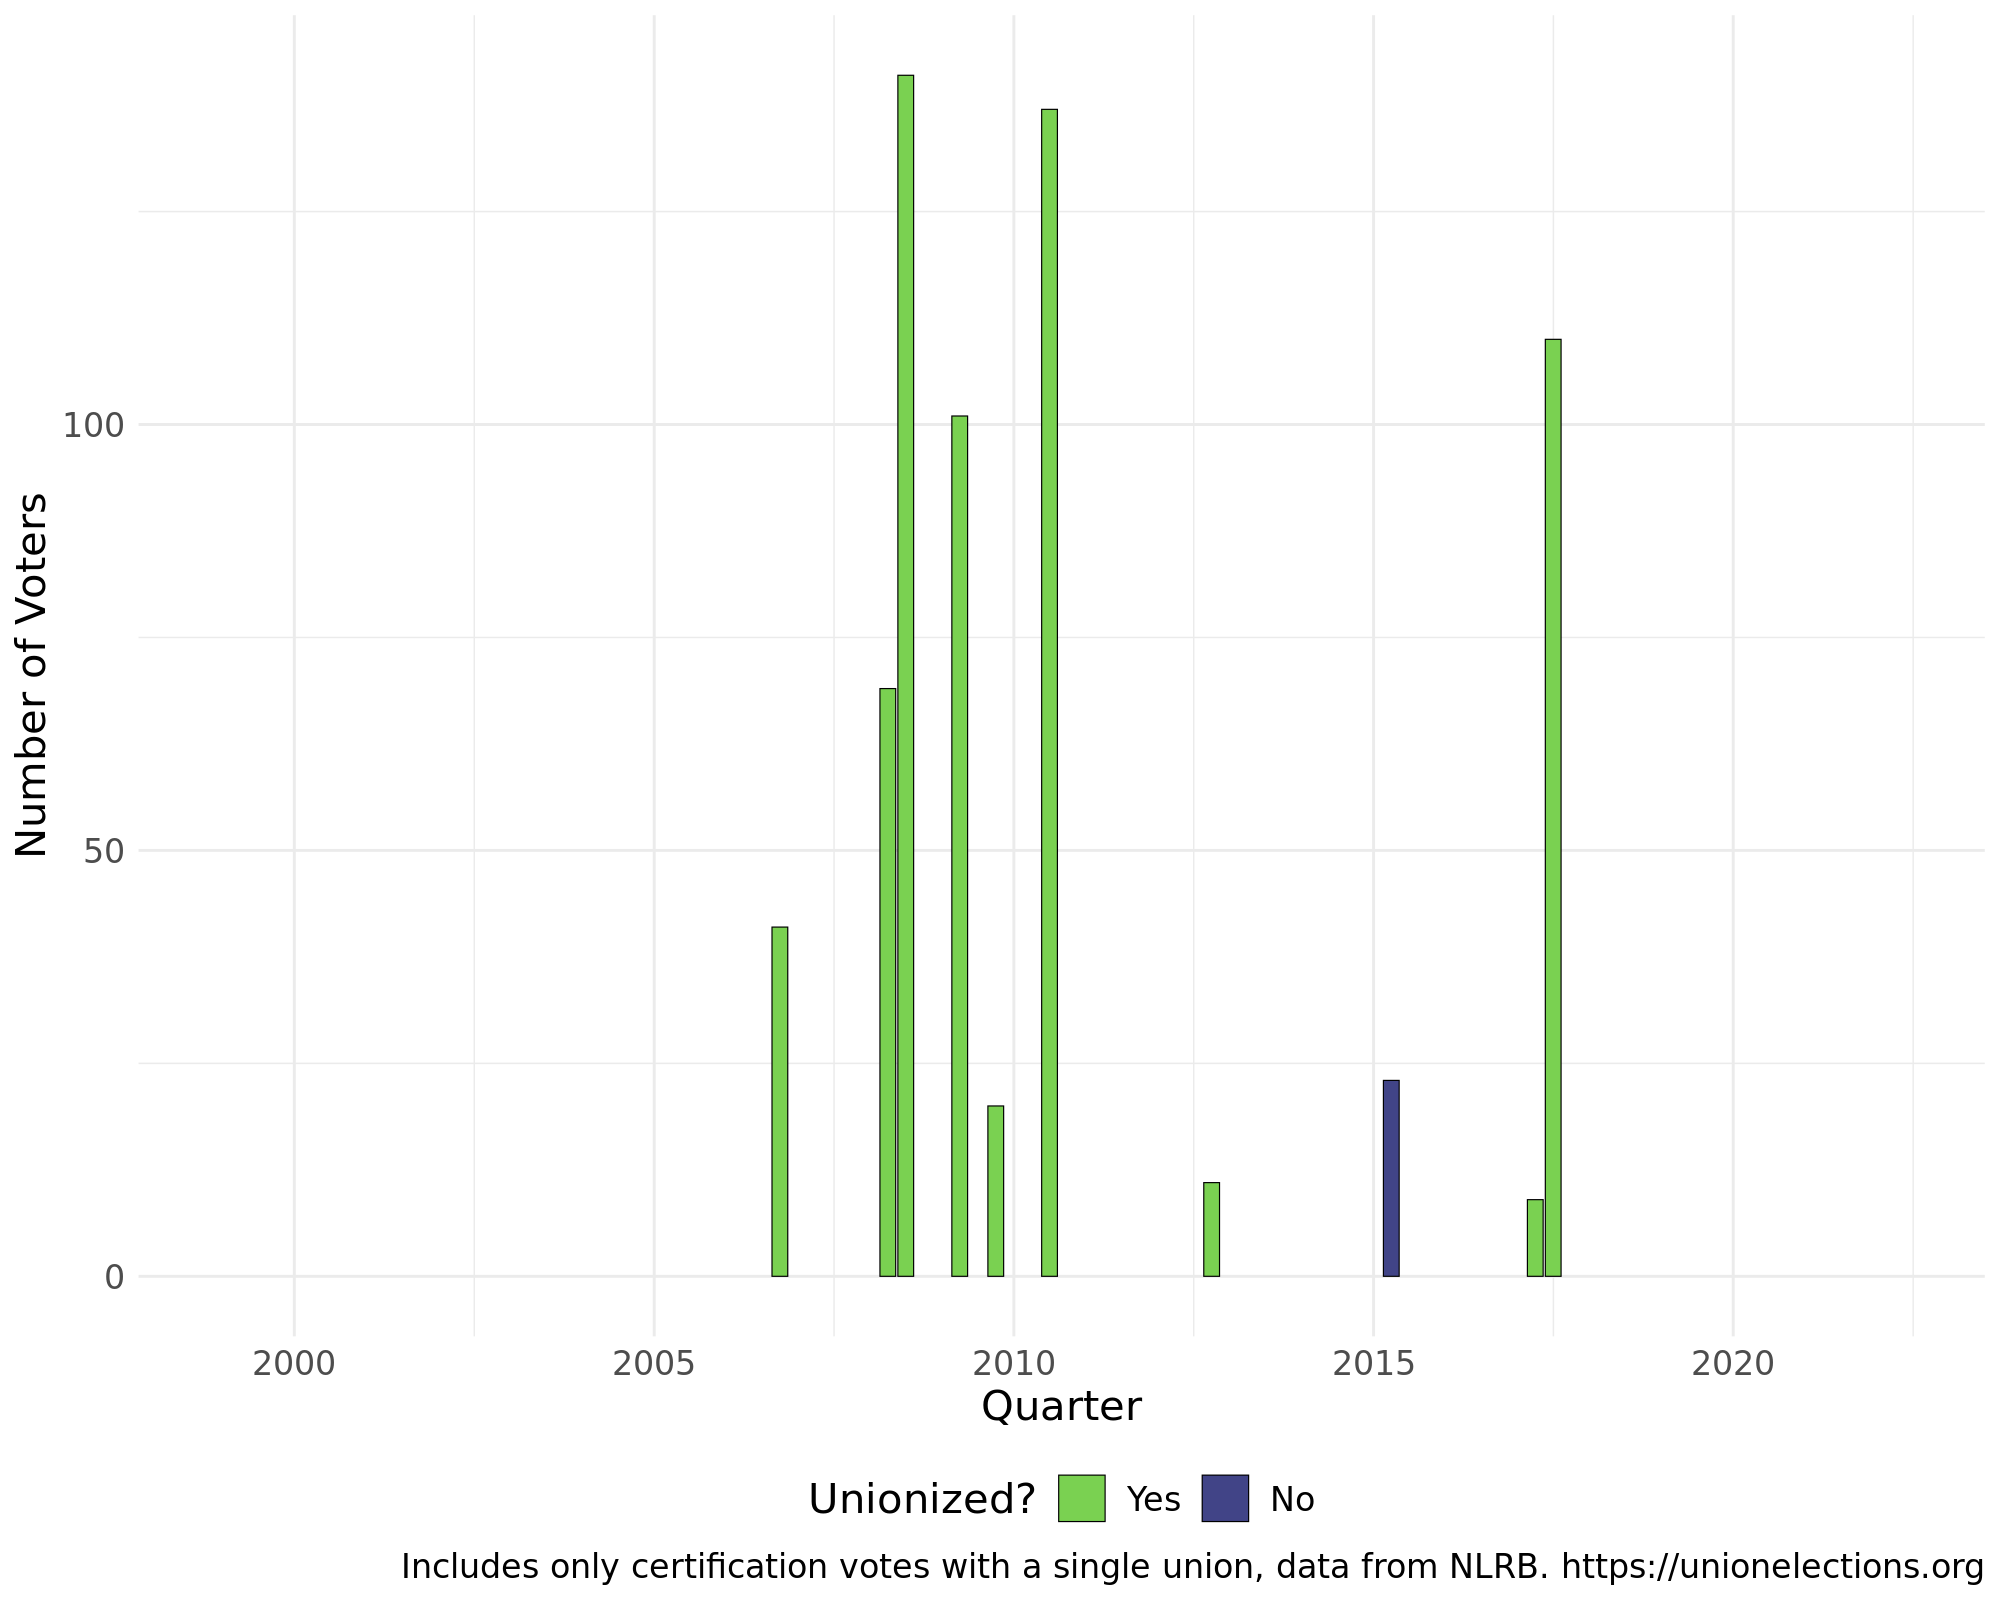 Number of Voters
100
50
0
2000 2005 2010 2015 2020
Quarter
Unionized? Yes No
Includes only certification votes with a single union, data from NLRB. https://unionelections.org